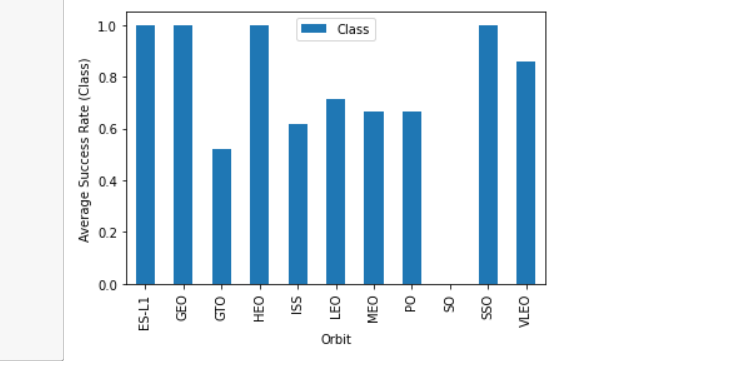 Class
1.0
0.8
0.6
0.4
0.2
0.0
Average Success Rate (Class)
ES-L1
GEO
GTO
HEO
ISS
LEO
MEO
PO
SO
SSO
VLEO
Orbit